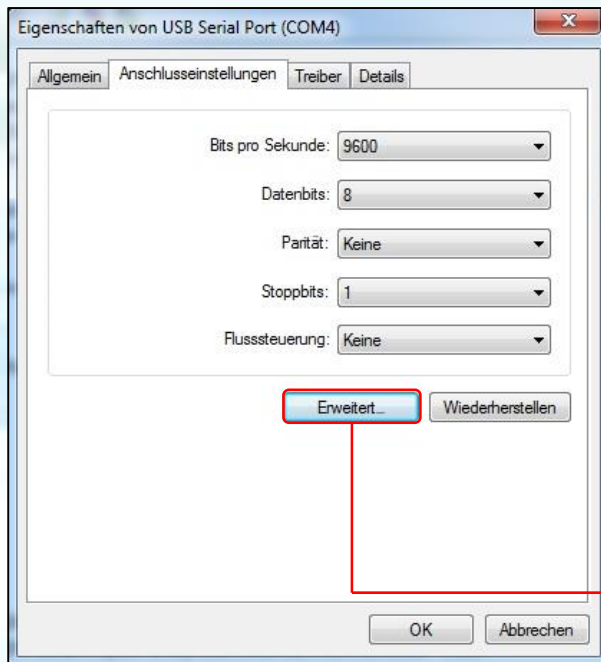 Eigenschaften von USB Serial Port (COM4)
Allgemein Anschlusseinstellungen Treiber Details
Bits pro Sekunde: 9600
Datenbits: 8
Parität: Keine
Stoppbits: 1
Flusssteuerung: Keine
Erweitert... Wiederherstellen
OK Abbrechen